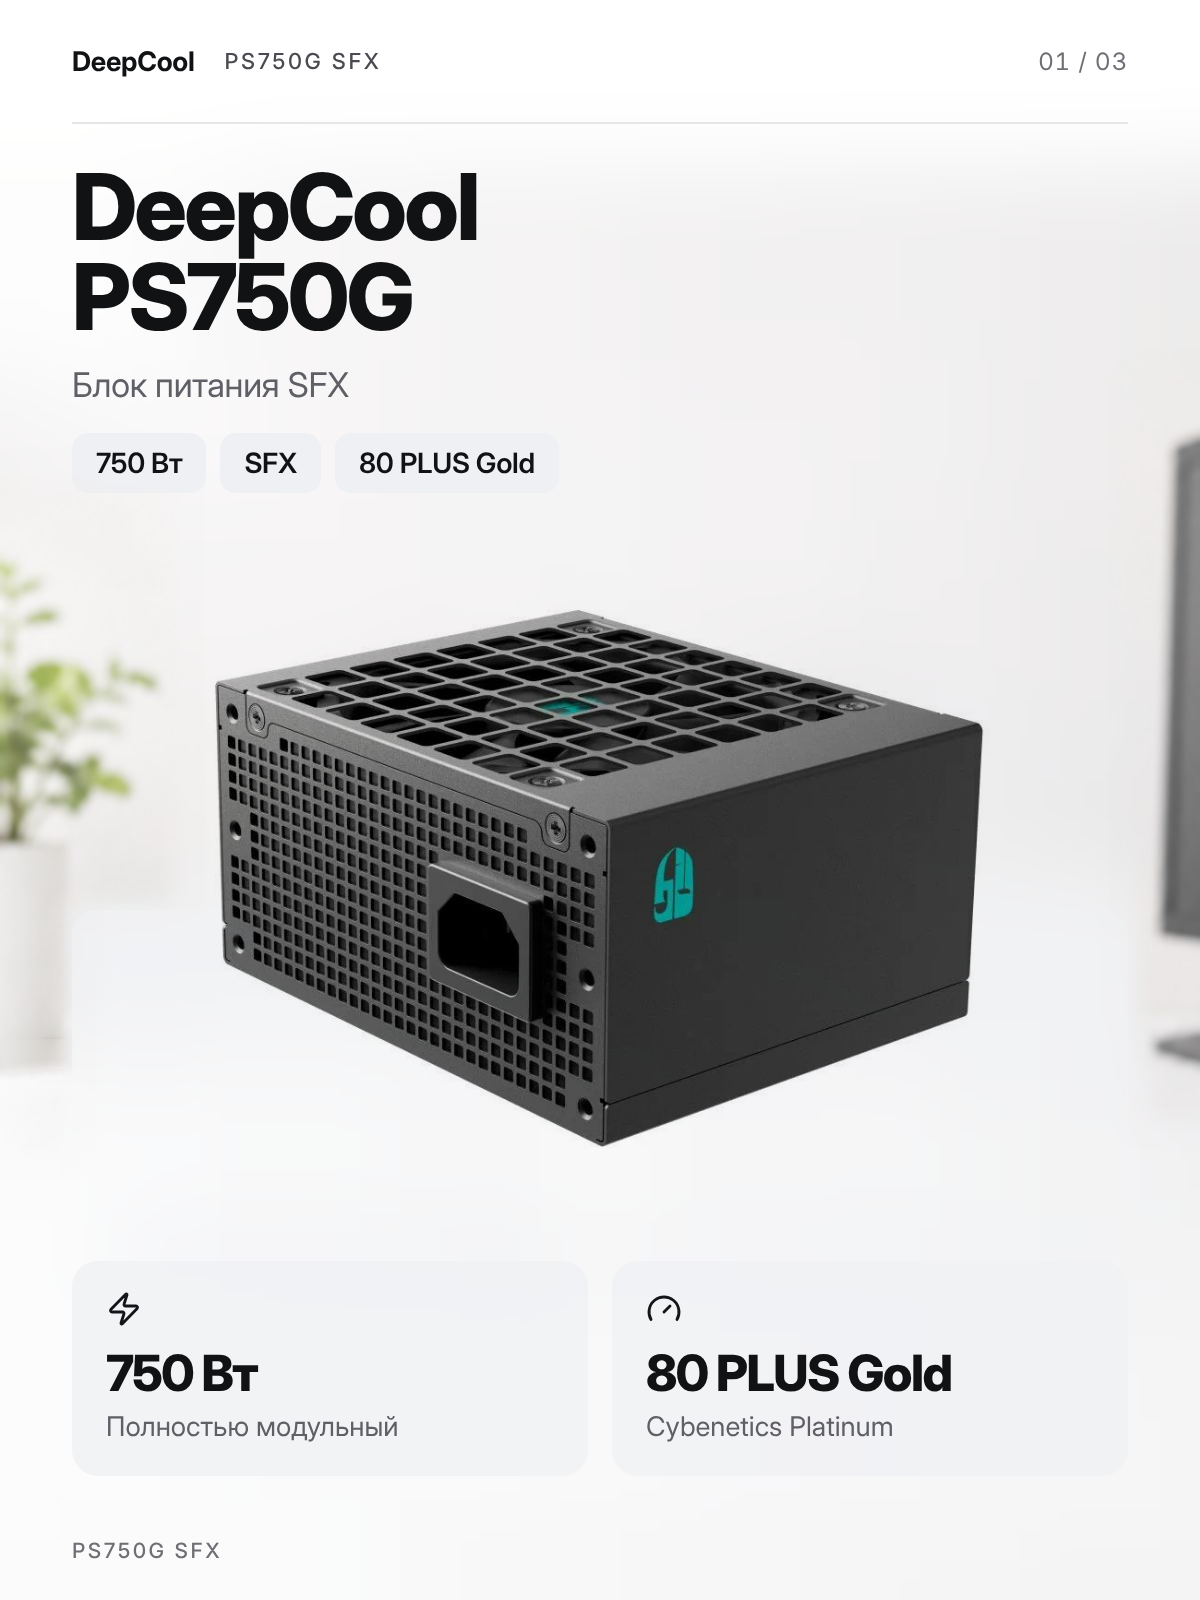 DeepCool PS750G SFX 01 / 03
DeepCool
PS750G
Блок питания SFX
750 Вт SFX 80 PLUS Gold
750 Вт
Полностью модульный
80 PLUS Gold
Cybenetics Platinum
PS750G SFX